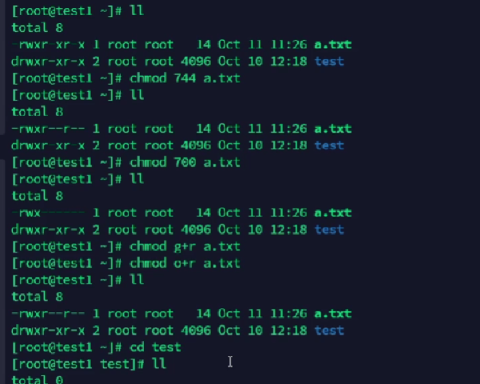 [root@test1 ~]# ll
total 8
-rwxr-xr-x 1 root root   14 Oct 11 11:26 a.txt
drwxr-xr-x 2 root root 4096 Oct 10 12:18 test
[root@test1 ~]# chmod 744 a.txt
[root@test1 ~]# ll
total 8
-rwxr--r-- 1 root root   14 Oct 11 11:26 a.txt
drwxr-xr-x 2 root root 4096 Oct 10 12:18 test
[root@test1 ~]# chmod 700 a.txt
[root@test1 ~]# ll
total 8
-rwx------ 1 root root   14 Oct 11 11:26 a.txt
drwxr-xr-x 2 root root 4096 Oct 10 12:18 test
[root@test1 ~]# chmod g+r a.txt
[root@test1 ~]# chmod o+r a.txt
[root@test1 ~]# ll
total 8
-rwxr--r-- 1 root root   14 Oct 11 11:26 a.txt
drwxr-xr-x 2 root root 4096 Oct 10 12:18 test
[root@test1 ~]# cd test
[root@test1 test]# ll
total 0